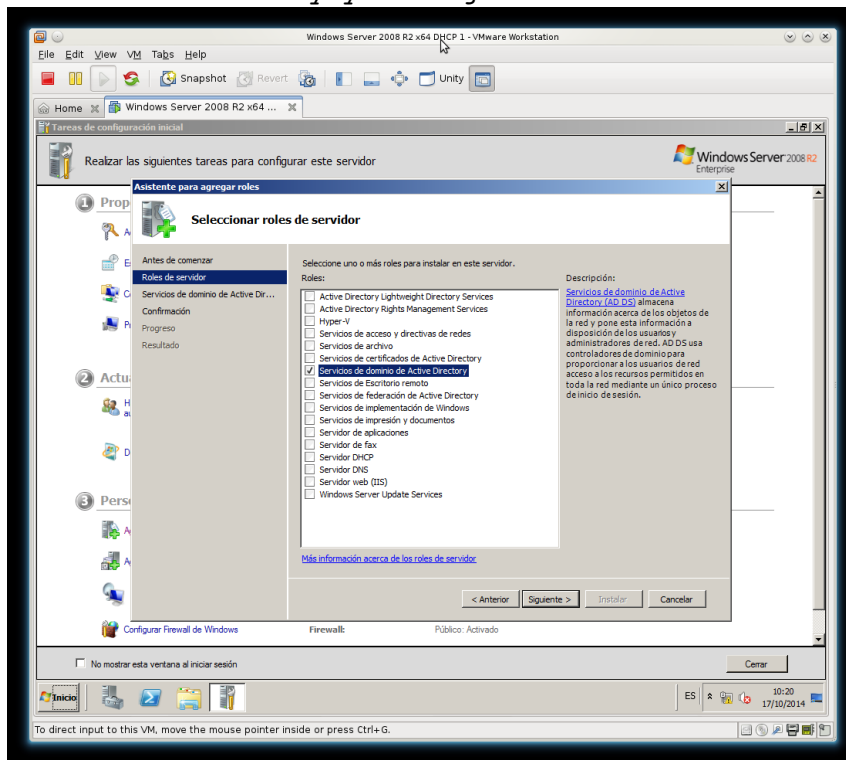 Windows Server 2008 R2 x64 DHCP 1 - VMware Workstation
File Edit View VM Tabs Help
Snapshot Revert Unity
Home Windows Server 2008 R2 x64 ...
Tareas de configuración inicial
Realizar las siguientes tareas para configurar este servidor
Windows Server 2008 R2
Enterprise
Asistente para agregar roles
Seleccionar roles de servidor
1 Prop
2 Actu
3 Pers
Antes de comenzar
Roles de servidor
Servicios de dominio de Active Dir...
Confirmación
Progreso
Resultado
Seleccione uno o más roles para instalar en este servidor.
Roles:
Active Directory Lightweight Directory Services
Active Directory Rights Management Services
Hyper-V
Servicios de acceso y directivas de redes
Servicios de archivo
Servicios de certificados de Active Directory
Servicios de dominio de Active Directory
Servicios de Escritorio remoto
Servicios de federación de Active Directory
Servicios de implementación de Windows
Servicios de impresión y documentos
Servidor de aplicaciones
Servidor de fax
Servidor DHCP
Servidor DNS
Servidor web (IIS)
Windows Server Update Services
Más información acerca de los roles de servidor
Descripción:
Servicios de dominio de Active
Directory (AD DS) almacena
información acerca de los objetos de
la red y pone esta información a
disposición de los usuarios y
administradores de red. AD DS usa
controladores de dominio para
proporcionar a los usuarios de red
acceso a los recursos permitidos en
toda la red mediante un único proceso
de inicio de sesión.
< Anterior Siguiente > Instalar Cancelar
Configurar Firewall de Windows Firewall: Público: Activado
No mostrar esta ventana al iniciar sesión
Cerrar
Inicio
ES 10:20
17/10/2014
To direct input to this VM, move the mouse pointer inside or press Ctrl+G.